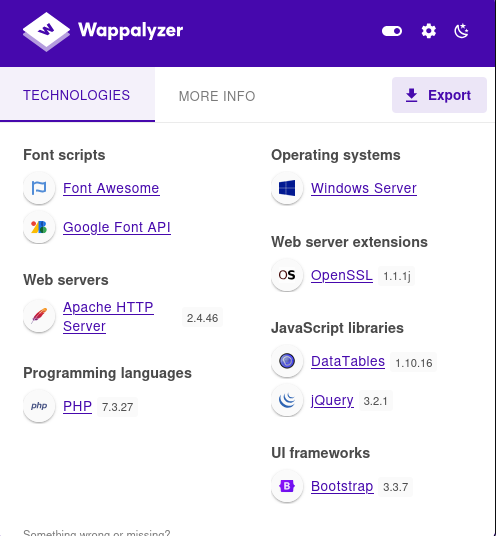 Wappalyzer
TECHNOLOGIES
MORE INFO
Export
Font scripts
Font Awesome
Google Font API
Web servers
Apache HTTP
Server
2.4.46
Programming languages
php
PHP
7.3.27
Operating systems
Windows Server
Web server extensions
OS
OpenSSL
1.1.1j
JavaScript libraries
DataTables
1.10.16
jQuery
3.2.1
UI frameworks
B
Bootstrap
3.3.7
Something wrong or missing?